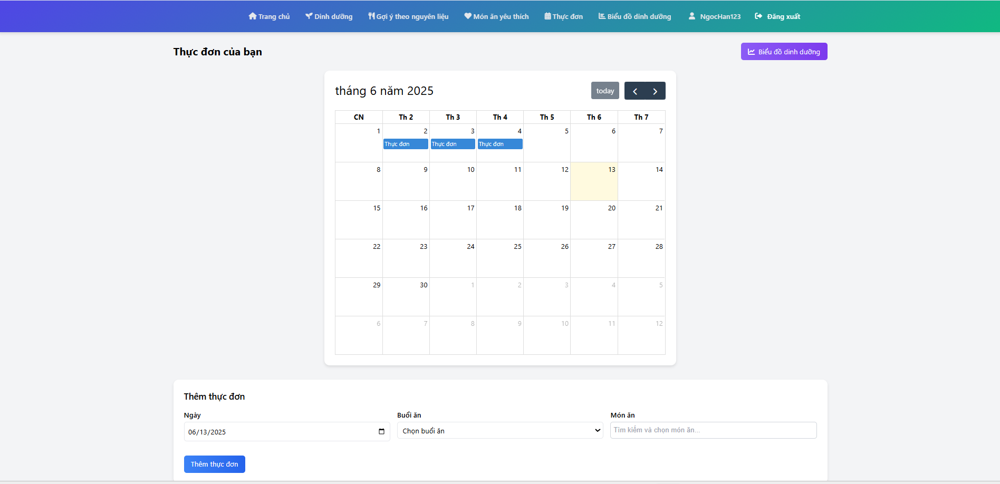 Trang chủ Dinh dưỡng Gợi ý theo nguyên liệu Món ăn yêu thích Thực đơn Biểu đồ dinh dưỡng NgocHan123 Đăng xuất
Thực đơn của bạn Biểu đồ dinh dưỡng
tháng 6 năm 2025 today
CN Th 2 Th 3 Th 4 Th 5 Th 6 Th 7
1 2 3 4 5 6 7
Thực đơn Thực đơn Thực đơn
8 9 10 11 12 13 14
15 16 17 18 19 20 21
22 23 24 25 26 27 28
29 30 1 2 3 4 5
6 7 8 9 10 11 12
Thêm thực đơn
Ngày Buổi ăn Món ăn
06/13/2025 Chọn buổi ăn Tìm kiếm và chọn món ăn...
Thêm thực đơn